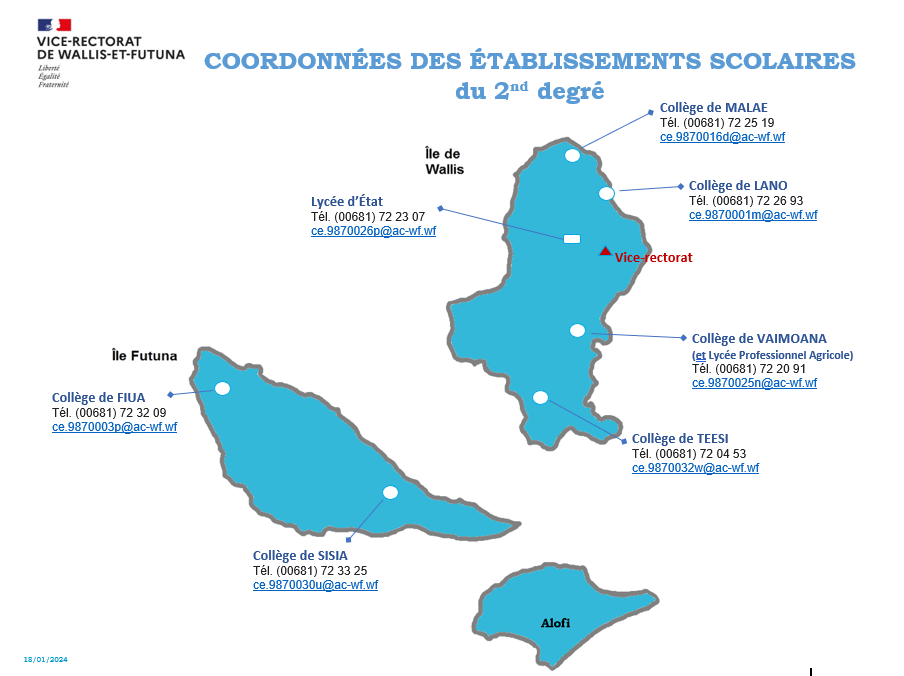 VICE-RECTORAT
DE WALLIS-ET-FUTUNA
Liberté
Égalité
Fraternité
COORDONNÉES DES ÉTABLISSEMENTS SCOLAIRES
du 2nd degré
Collège de MALAE
Tél. (00681) 72 25 19
ce.9870016d@ac-wf.wf
Île de
Wallis
Collège de LANO
Tél. (00681) 72 26 93
ce.9870001m@ac-wf.wf
Lycée d’État
Tél. (00681) 72 23 07
ce.9870026p@ac-wf.wf
Vice-rectorat
Collège de VAIMOANA
(et Lycée Professionnel Agricole)
Tél. (00681) 72 20 91
ce.9870025n@ac-wf.wf
Île Futuna
Collège de FIUA
Tél. (00681) 72 32 09
ce.9870003p@ac-wf.wf
Collège de TEESI
Tél. (00681) 72 04 53
ce.9870032w@ac-wf.wf
Collège de SISIA
Tél. (00681) 72 33 25
ce.9870030u@ac-wf.wf
Alofi
18/01/2024